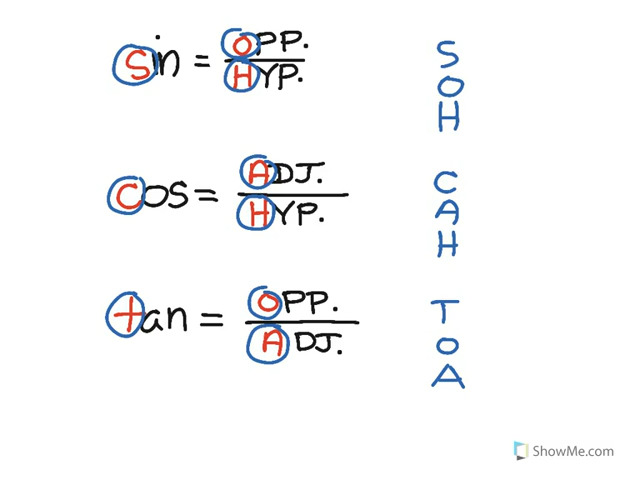 Sin = OPP.
HYP.
S
O
H
Cos = ADJ.
HYP.
C
A
H
tan = OPP.
ADJ.
T
O
A
ShowMe.com